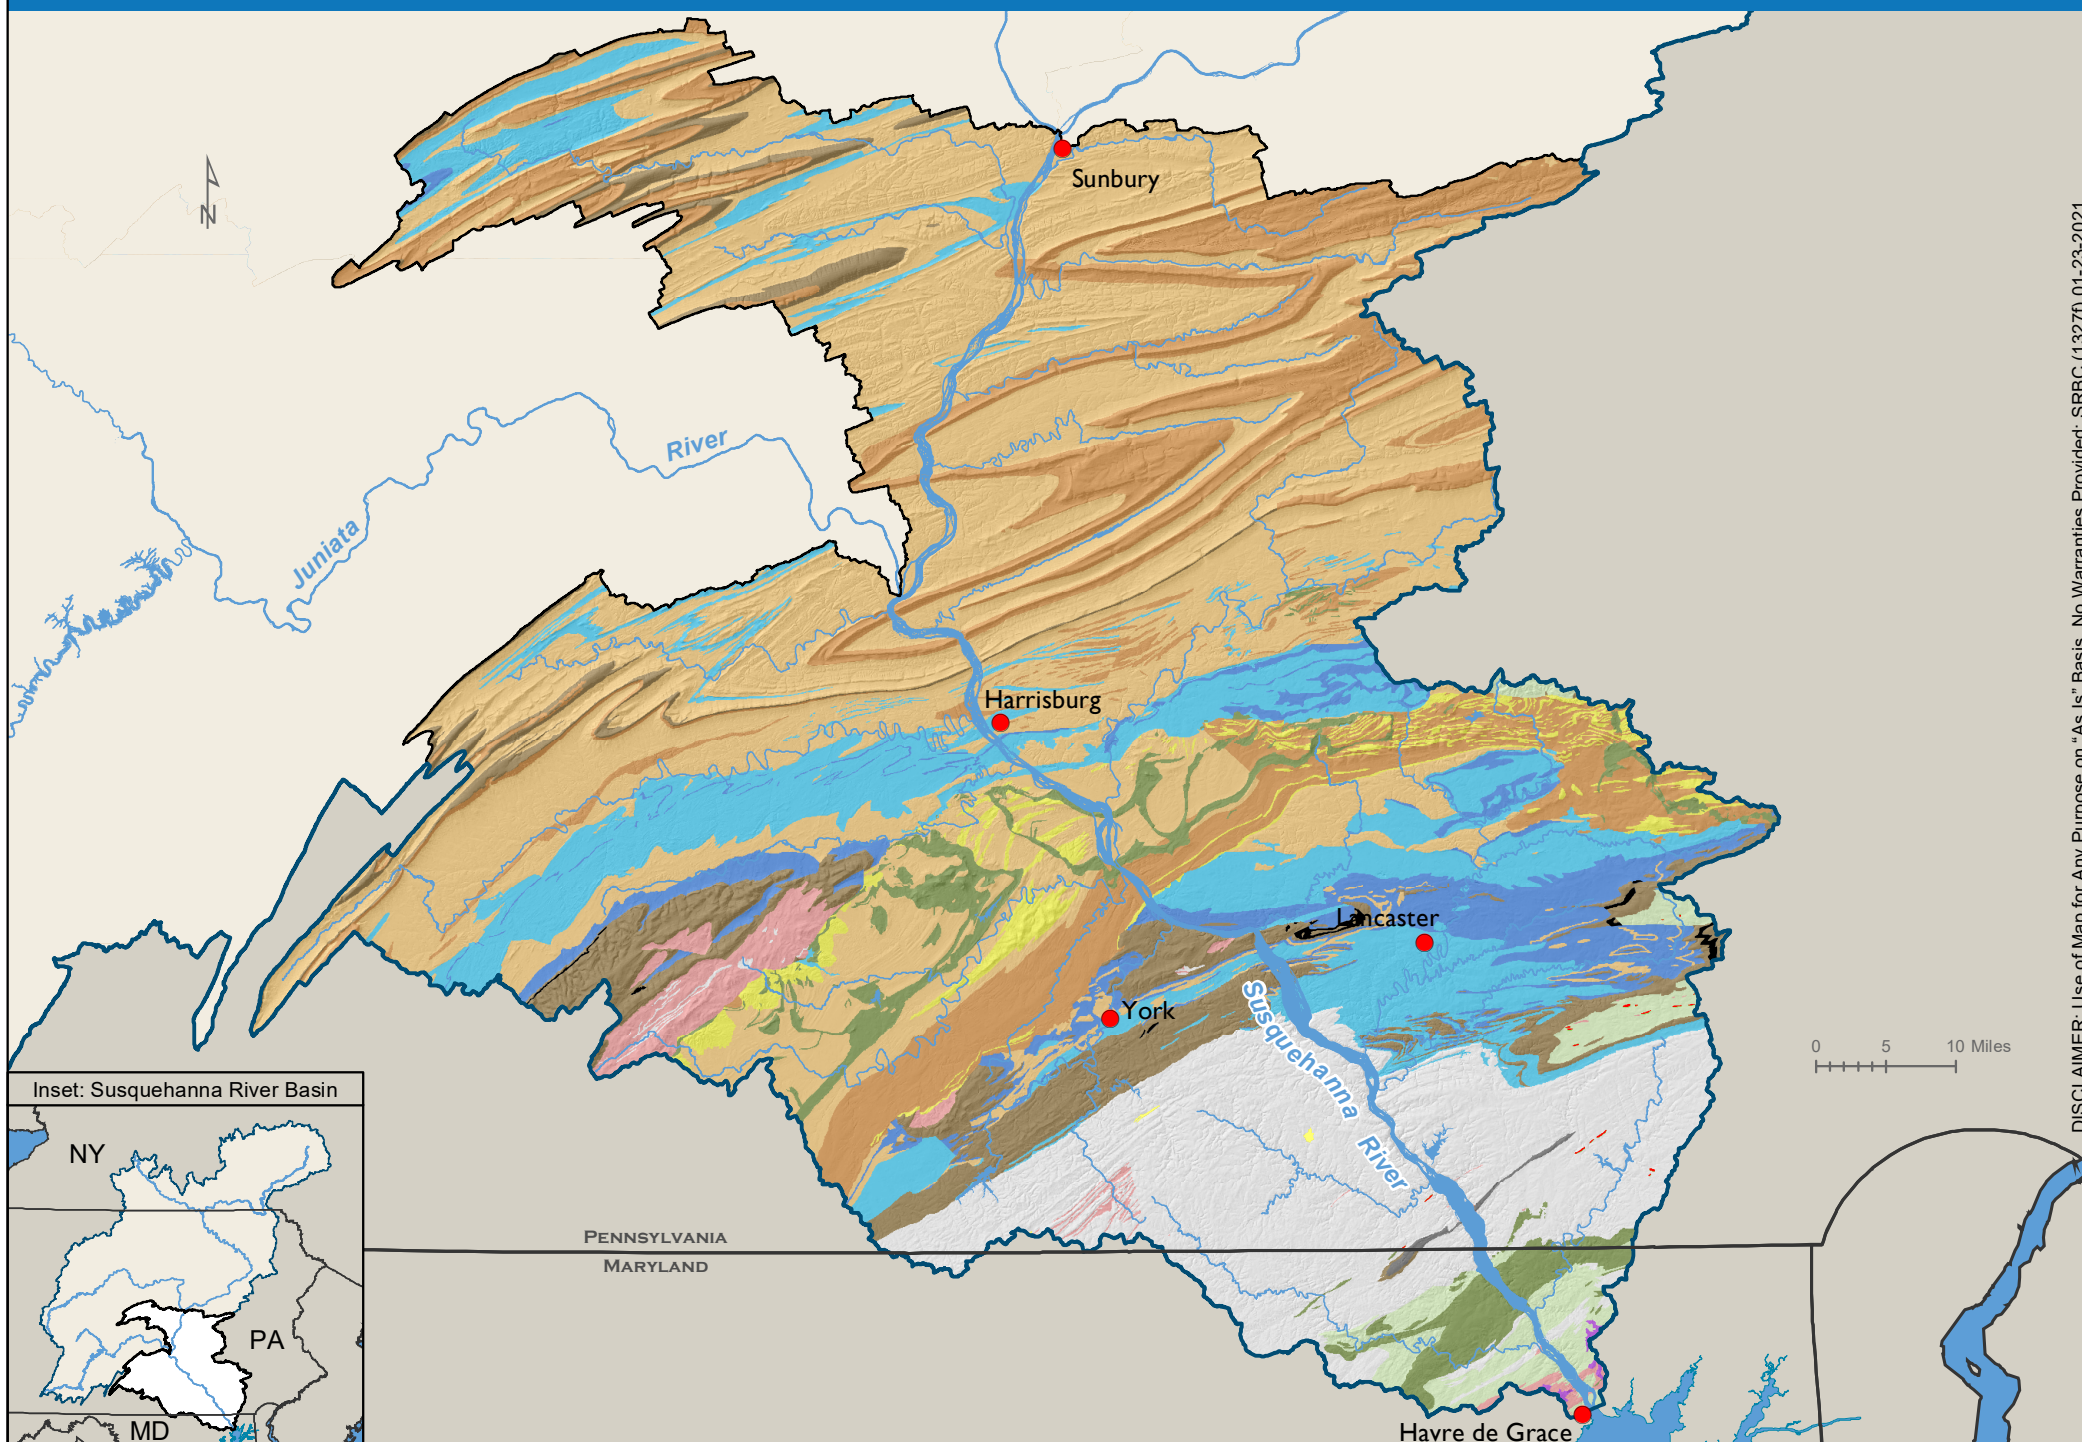 Sunbury
N
River
Juniata
Harrisburg
Lancaster
York
Susquehanna
River
0 5 10 Miles
PENNSYLVANIA
MARYLAND
Havre de Grace
Inset: Susquehanna River Basin
NY
PA
MD
DISCLAIMER: Use of Map for Any Purpose on "As Is" Basis. No Warranties Provided; SRBC (1327f) 01-23-2021